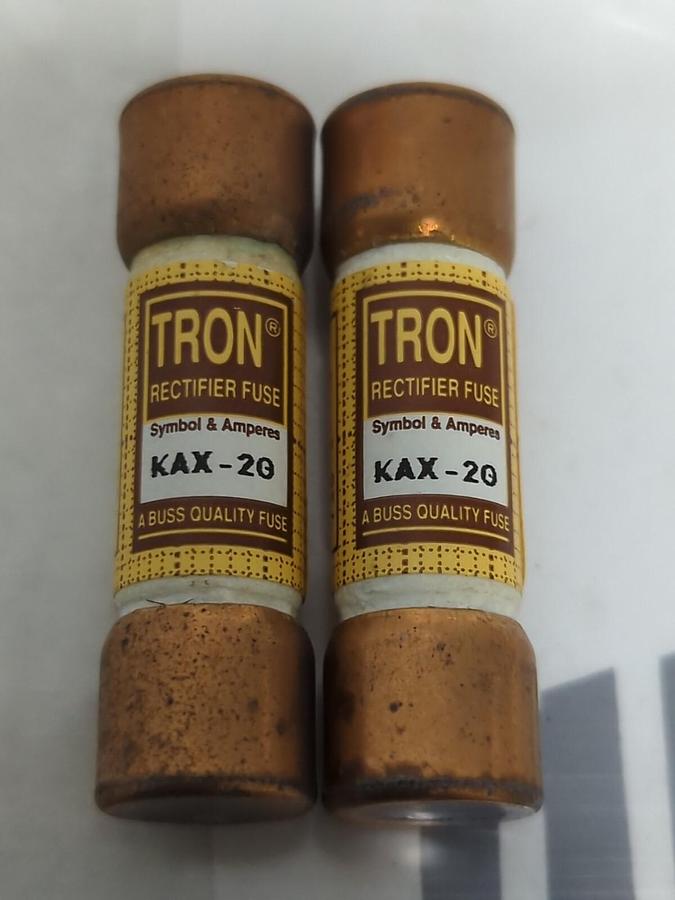 TRON®
RECTIFIER FUSE
Symbol & Amperes
KAX-20
A BUSS QUALITY FUSE
TRON®
RECTIFIER FUSE
Symbol & Amperes
KAX-20
A BUSS QUALITY FUSE